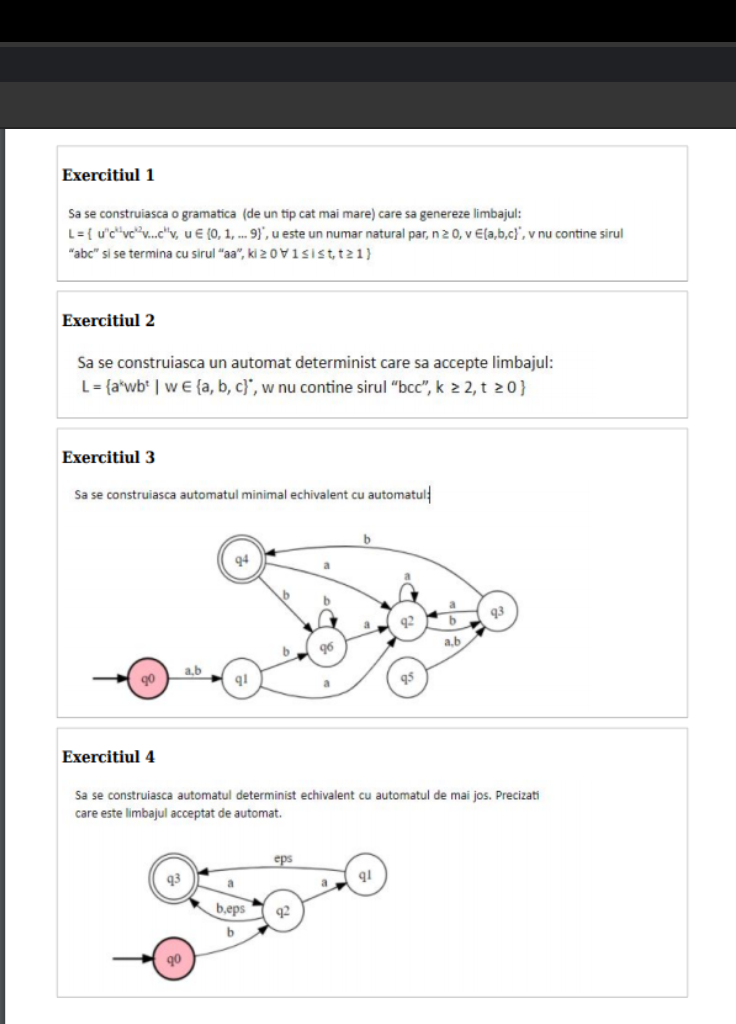 Exercitiul 1
Sa se construiasca o gramatica (de un tip cat mai mare) care sa genereze limbajul:
L = { uⁿcᵏ¹vcᵏ²v...cᵏᵗv, u ∈ {0, 1, ... 9}*, u este un numar natural par, n ≥ 0, v ∈{a,b,c}*, v nu contine sirul
"abc" si se termina cu sirul "aa", ki ≥ 0 ∀ 1 ≤ i ≤ t, t ≥ 1 }
Exercitiul 2
Sa se construiasca un automat determinist care sa accepte limbajul:
L = {aᵏwbᵗ | w ∈ {a, b, c}*, w nu contine sirul "bcc", k ≥ 2, t ≥ 0 }
Exercitiul 3
Sa se construiasca automatul minimal echivalent cu automatul:
b
q4
a
a
b
b
a
q3
a
q2
b
b
q6
a,b
a,b
q0
q1
a
q5
Exercitiul 4
Sa se construiasca automatul determinist echivalent cu automatul de mai jos. Precizati
care este limbajul acceptat de automat.
eps
q3
a
a
q1
b,eps
q2
b
q0